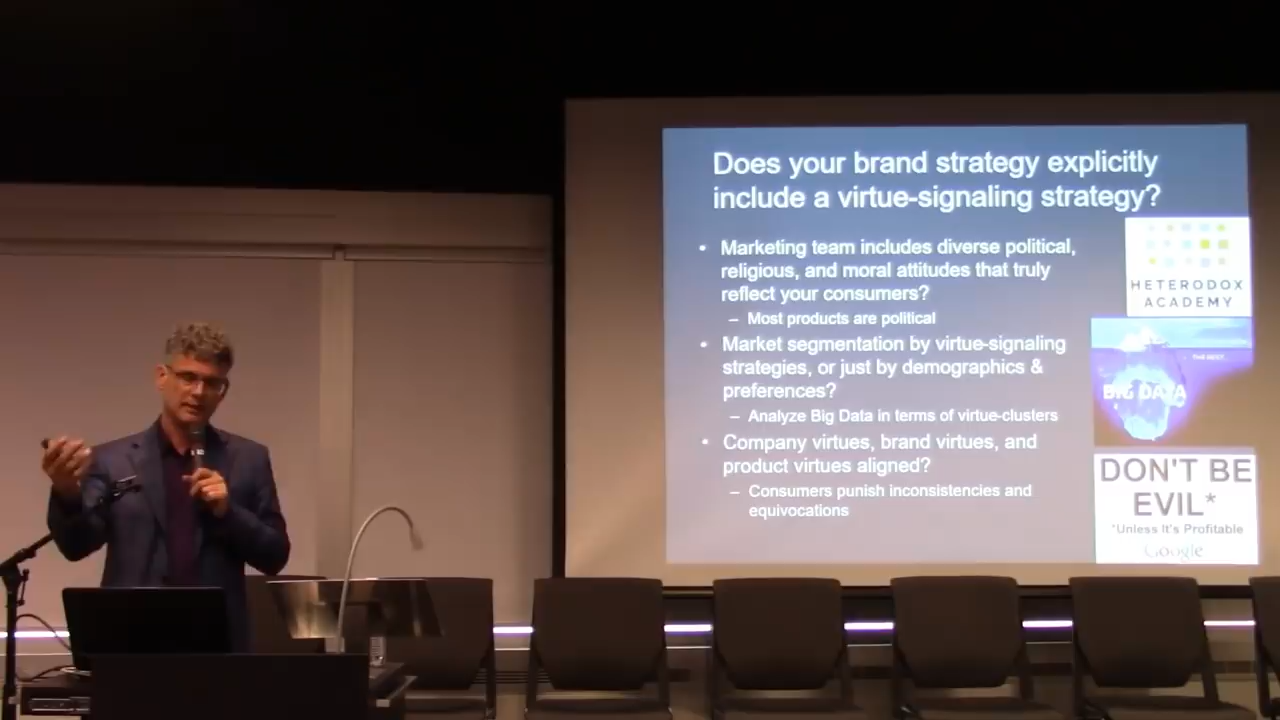 Does your brand strategy explicitly
include a virtue-signaling strategy?
• Marketing team includes diverse political,
religious, and moral attitudes that truly
reflect your consumers?
– Most products are political
• Market segmentation by virtue-signaling
strategies, or just by demographics &
preferences?
– Analyze Big Data in terms of virtue-clusters
• Company virtues, brand virtues, and
product virtues aligned?
– Consumers punish inconsistencies and
equivocations
HETERODOX
ACADEMY
BIG DATA
DON'T BE
EVIL*
*Unless It's Profitable
Google